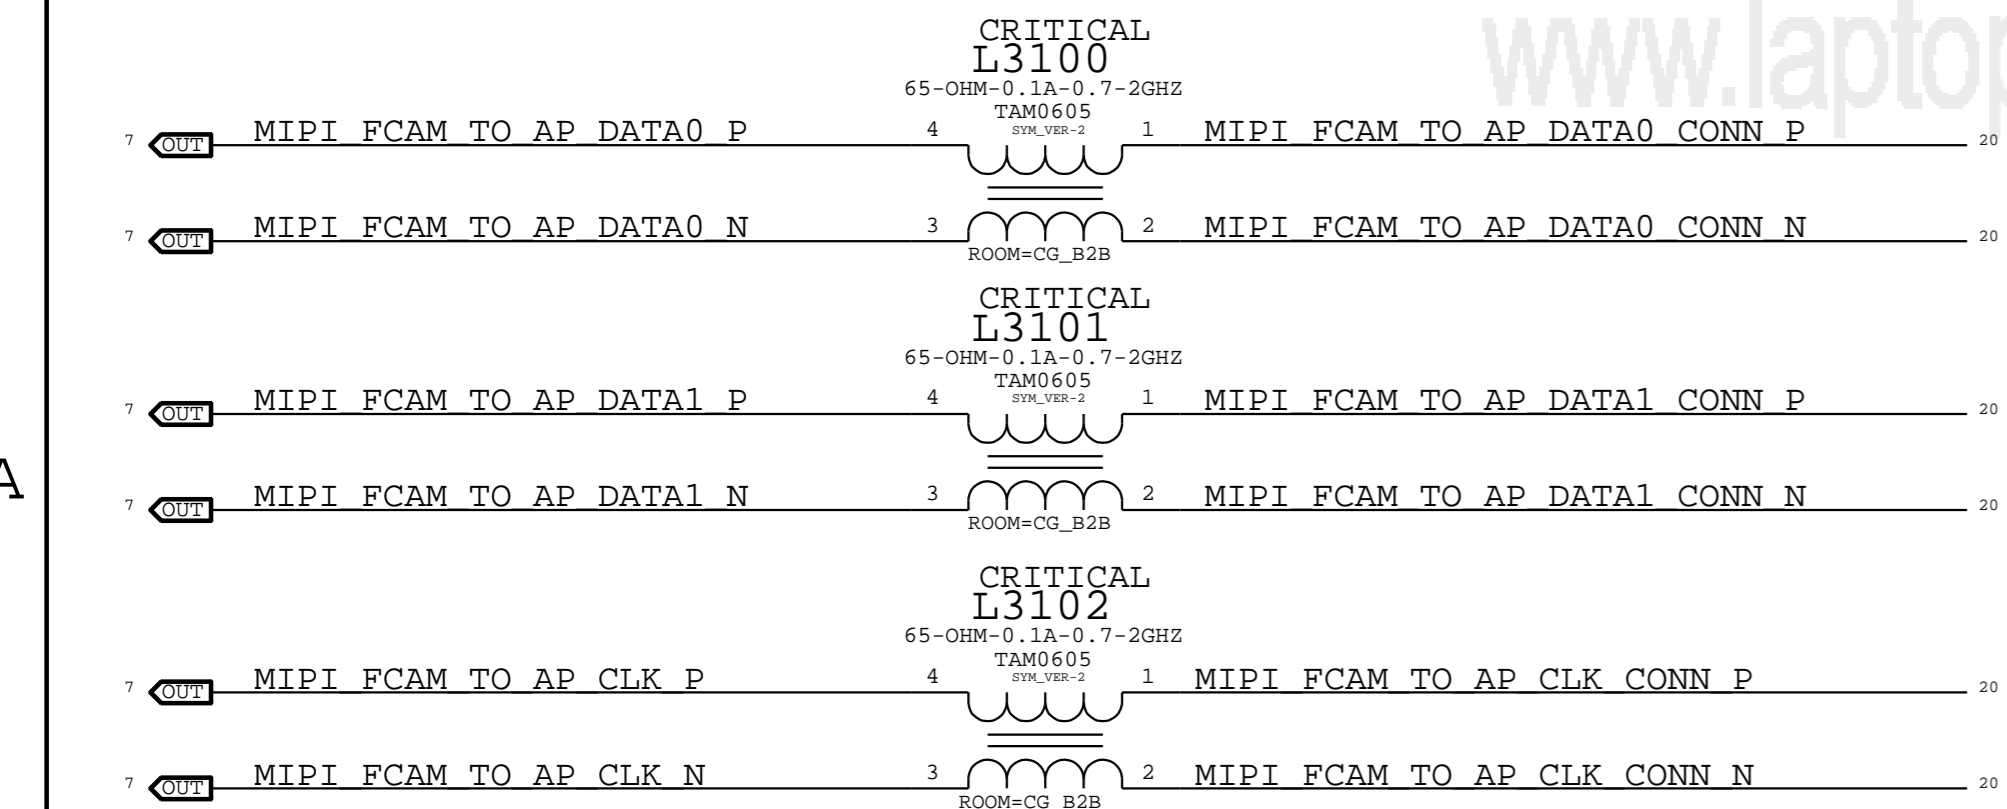 www.laptop
CRITICAL
L3100
65-OHM-0.1A-0.7-2GHZ
TAM0605
SYM_VER-2
7 OUT MIPI_FCAM_TO_AP_DATA0_P 4 1 MIPI_FCAM_TO_AP_DATA0_CONN_P 20
7 OUT MIPI_FCAM_TO_AP_DATA0_N 3 2 MIPI_FCAM_TO_AP_DATA0_CONN_N 20
ROOM=CG_B2B
CRITICAL
L3101
65-OHM-0.1A-0.7-2GHZ
TAM0605
SYM_VER-2
7 OUT MIPI_FCAM_TO_AP_DATA1_P 4 1 MIPI_FCAM_TO_AP_DATA1_CONN_P 20
A
7 OUT MIPI_FCAM_TO_AP_DATA1_N 3 2 MIPI_FCAM_TO_AP_DATA1_CONN_N 20
ROOM=CG_B2B
CRITICAL
L3102
65-OHM-0.1A-0.7-2GHZ
TAM0605
SYM_VER-2
7 OUT MIPI_FCAM_TO_AP_CLK_P 4 1 MIPI_FCAM_TO_AP_CLK_CONN_P 20
7 OUT MIPI_FCAM_TO_AP_CLK_N 3 2 MIPI_FCAM_TO_AP_CLK_CONN_N 20
ROOM=CG_B2B